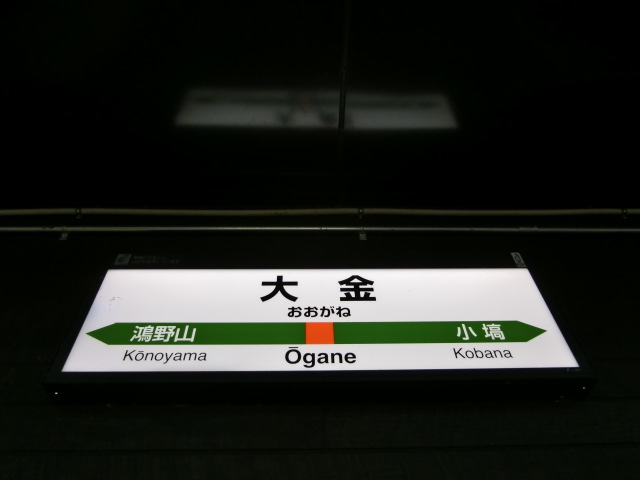 大金
おおがね
鴻野山 小塙
Kōnoyama Ōgane Kobana